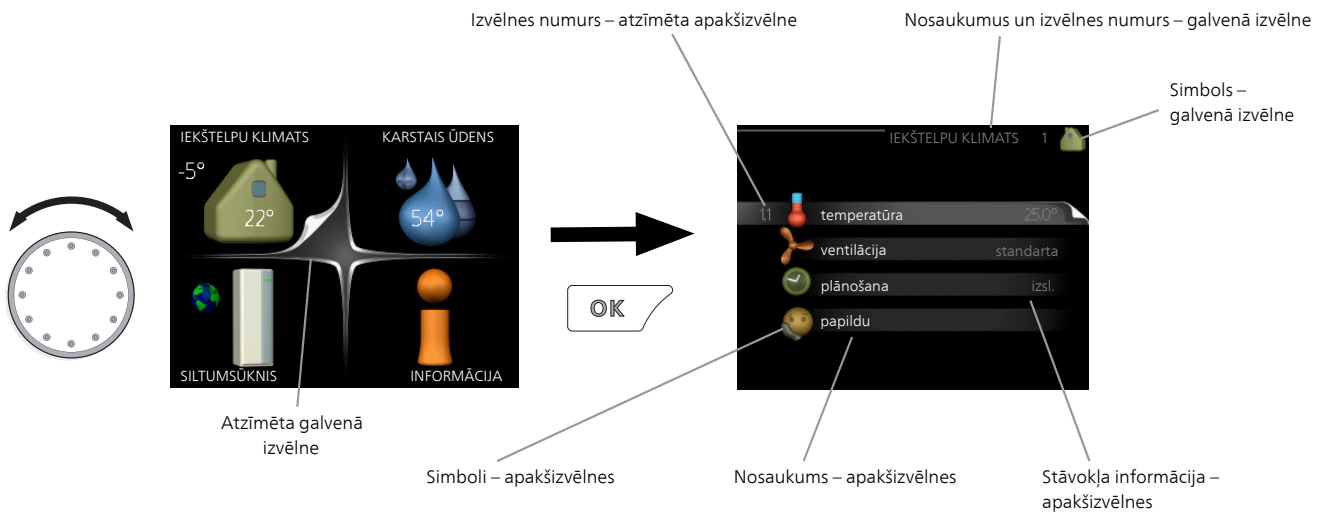 Izvēlnes numurs – atzīmēta apakšizvēlne
Nosaukumus un izvēlnes numurs – galvenā izvēlne
Simbols –
galvenā izvēlne
IEKŠTELPU KLIMATS
KARSTAIS ŪDENS
-5°
22°
54°
SILTUMSŪKNIS
INFORMĀCIJA
OK
IEKŠTELPU KLIMATS 1
1.1 temperatūra 25.0°
ventilācija standarta
plānošana izsl.
papildu
Atzīmēta galvenā
izvēlne
Simboli – apakšizvēlnes
Nosaukums – apakšizvēlnes
Stāvokļa informācija –
apakšizvēlnes